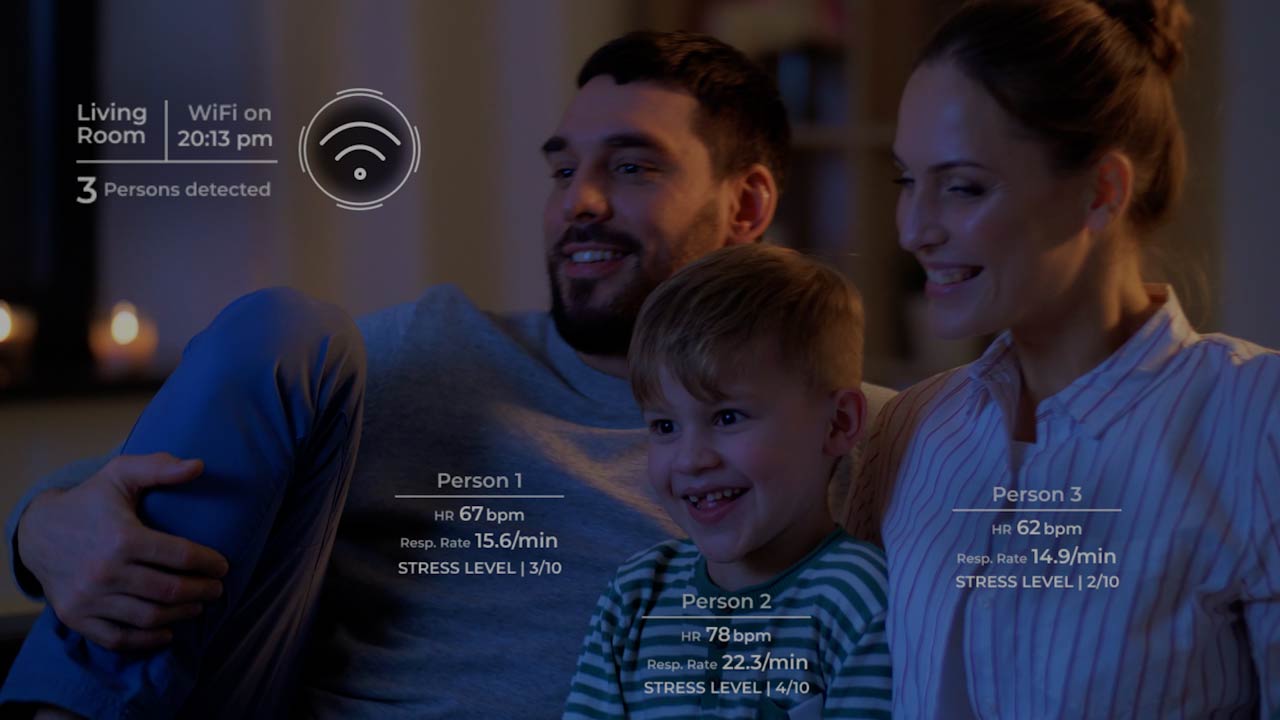 Living Room
WiFi on
20:13 pm
3 Persons detected
Person 1
HR 67 bpm
Resp. Rate 15.6/min
STRESS LEVEL | 3/10
Person 2
HR 78 bpm
Resp. Rate 22.3/min
STRESS LEVEL | 4/10
Person 3
HR 62 bpm
Resp. Rate 14.9/min
STRESS LEVEL | 2/10